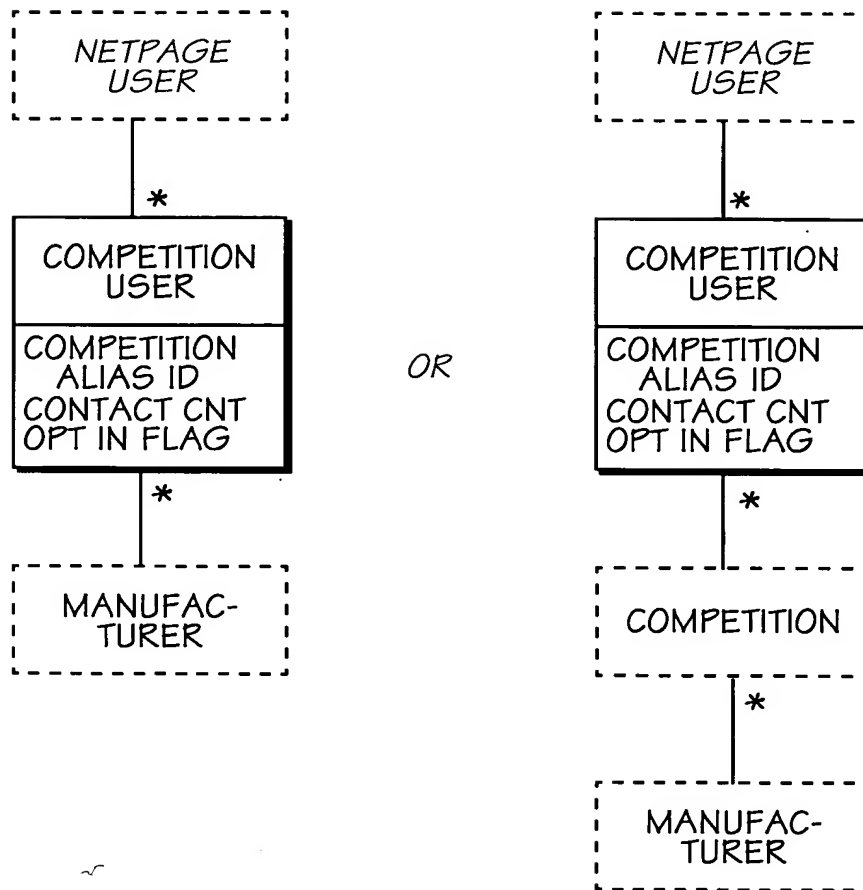 NETPAGE
USER
*
COMPETITION
USER
COMPETITION
ALIAS ID
CONTACT CNT
OPT IN FLAG
*
MANUFAC-
TURER
OR
NETPAGE
USER
*
COMPETITION
USER
COMPETITION
ALIAS ID
CONTACT CNT
OPT IN FLAG
*
COMPETITION
*
MANUFAC-
TURER